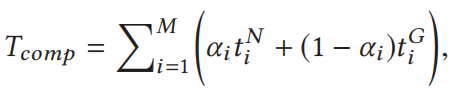 T_{comp} = \sum_{i=1}^{M} \left( \alpha_i t_i^N + (1 - \alpha_i) t_i^G \right),